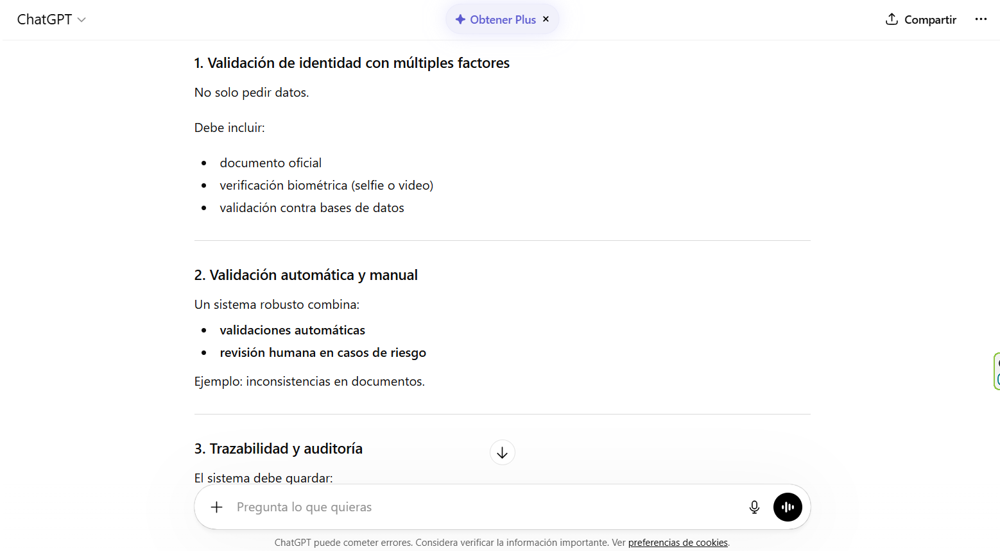 ChatGPT
Obtener Plus
Compartir
1. Validación de identidad con múltiples factores
No solo pedir datos.
Debe incluir:
documento oficial
verificación biométrica (selfie o video)
validación contra bases de datos
2. Validación automática y manual
Un sistema robusto combina:
validaciones automáticas
revisión humana en casos de riesgo
Ejemplo: inconsistencias en documentos.
3. Trazabilidad y auditoría
El sistema debe guardar:
Pregunta lo que quieras
ChatGPT puede cometer errores. Considera verificar la información importante. Ver preferencias de cookies.